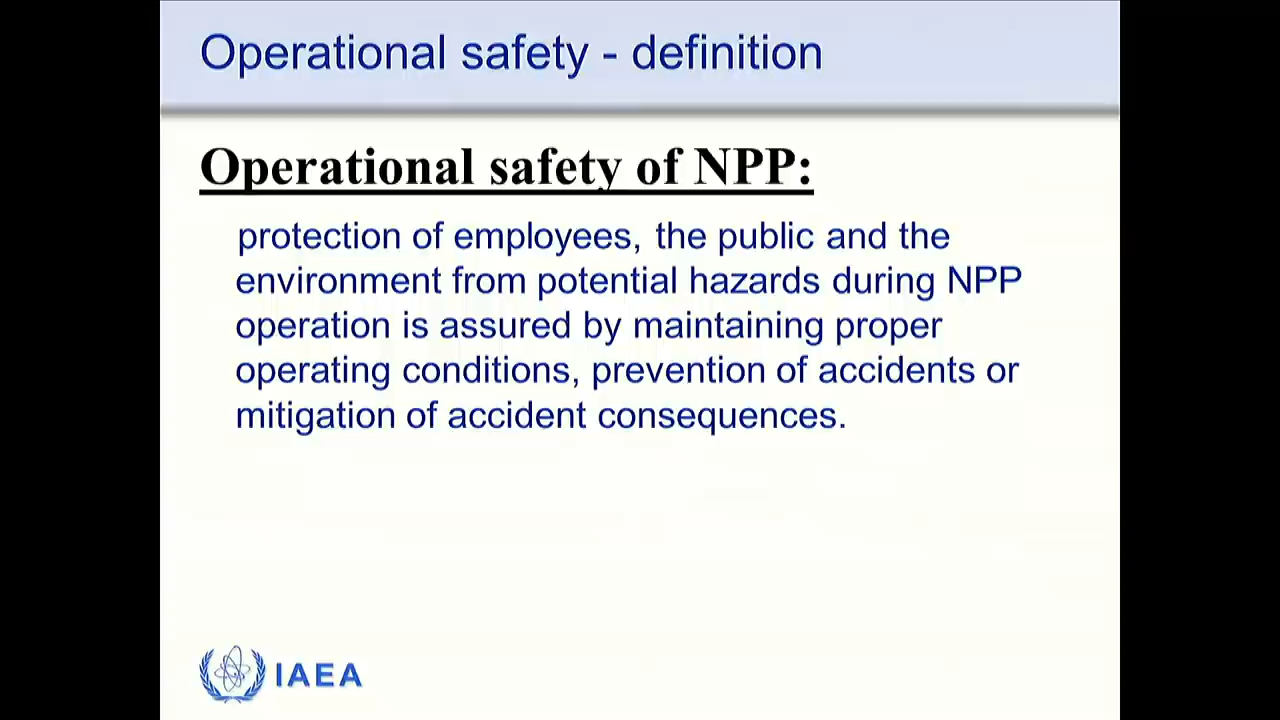 Operational safety - definition
Operational safety of NPP:
protection of employees, the public and the
environment from potential hazards during NPP
operation is assured by maintaining proper
operating conditions, prevention of accidents or
mitigation of accident consequences.
IAEA